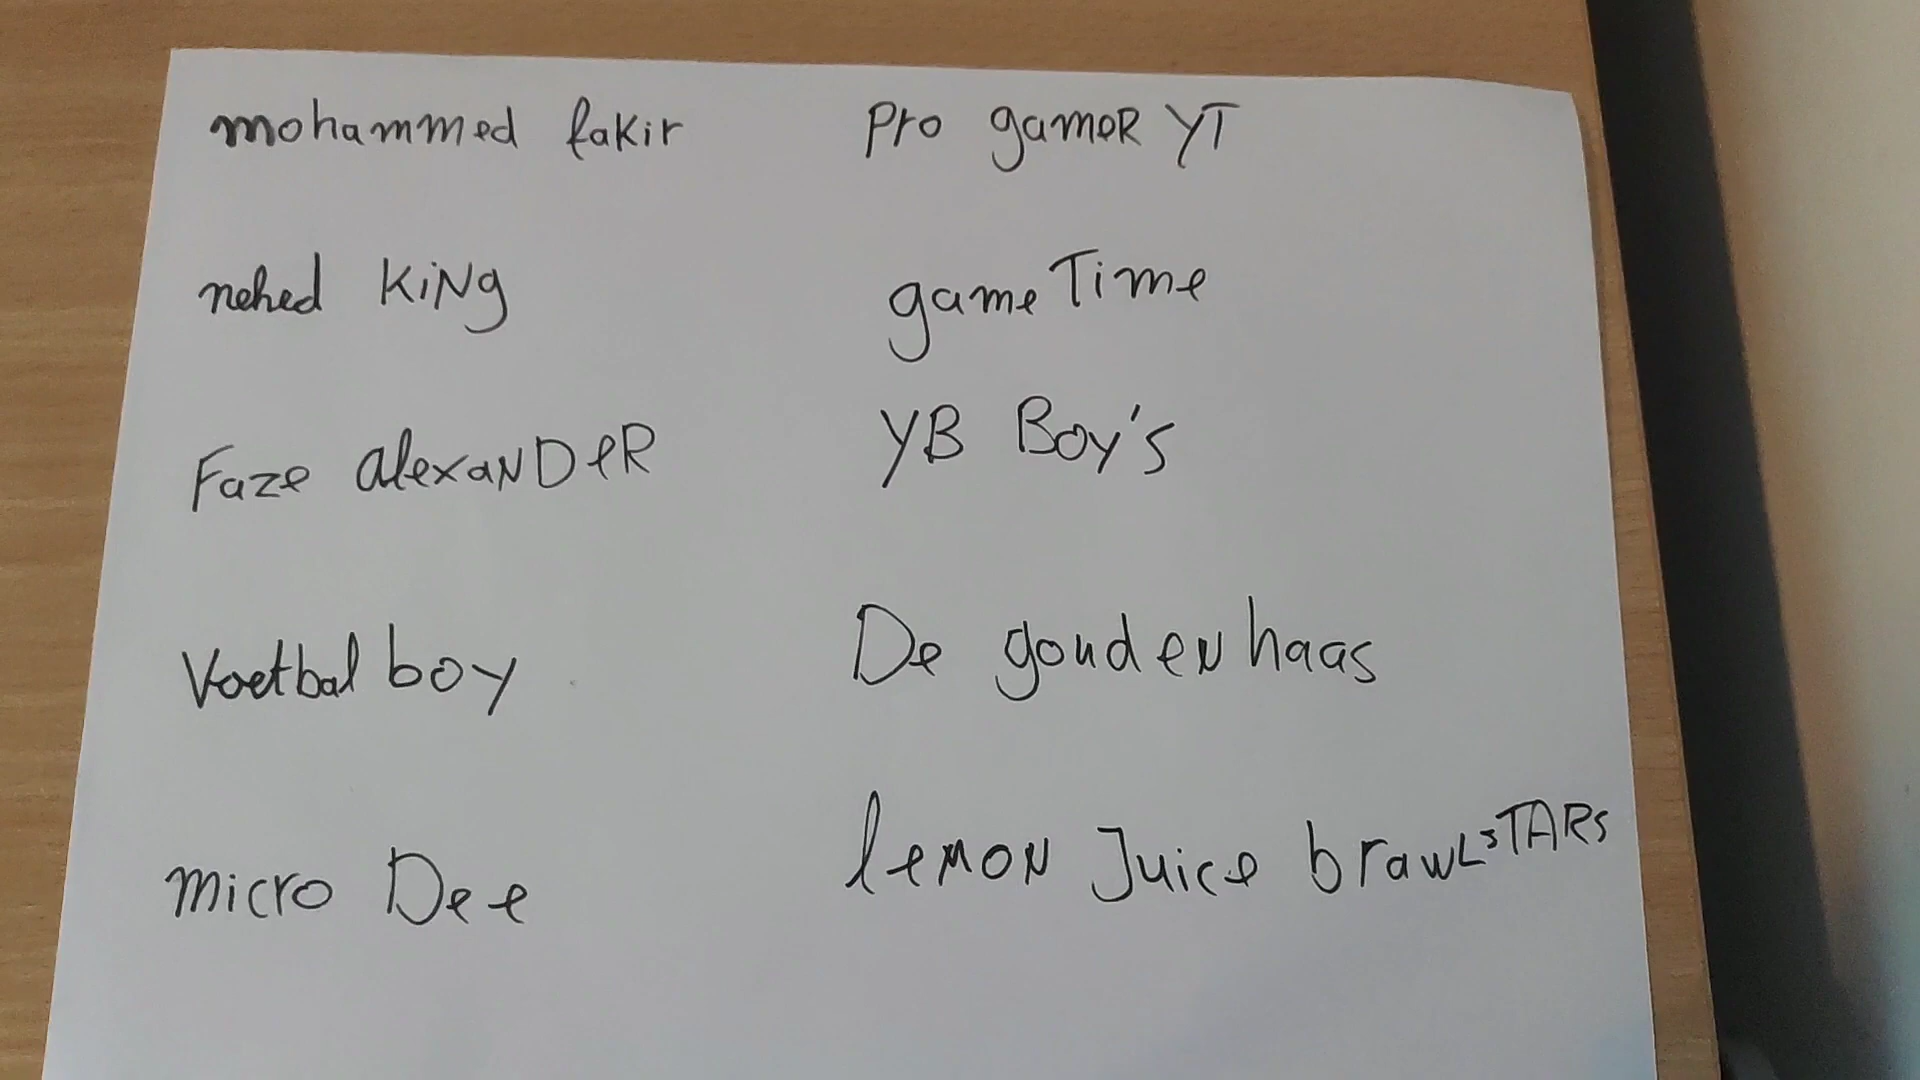 mohammed fakir
nehed KiNg
Faze alexaNDeR
Voetbal boy
micro Dee
pro gameR YT
game Time
YB Boy's
De gouden haas
lemoN Juice brawLsTARs